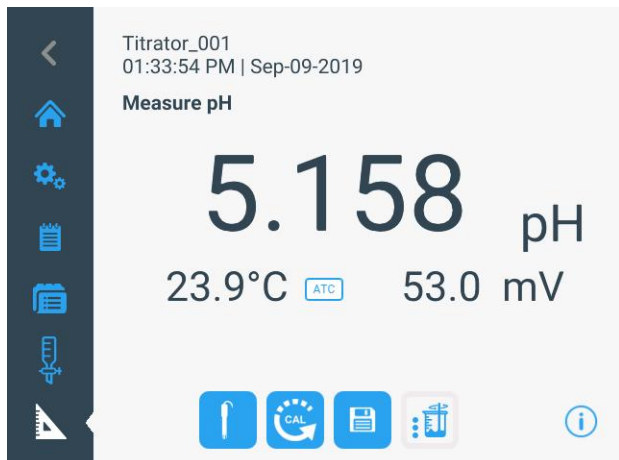 Titrator_001
01:33:54 PM | Sep-09-2019
Measure pH
5.158 pH
23.9°C ATC 53.0 mV
CAL
i